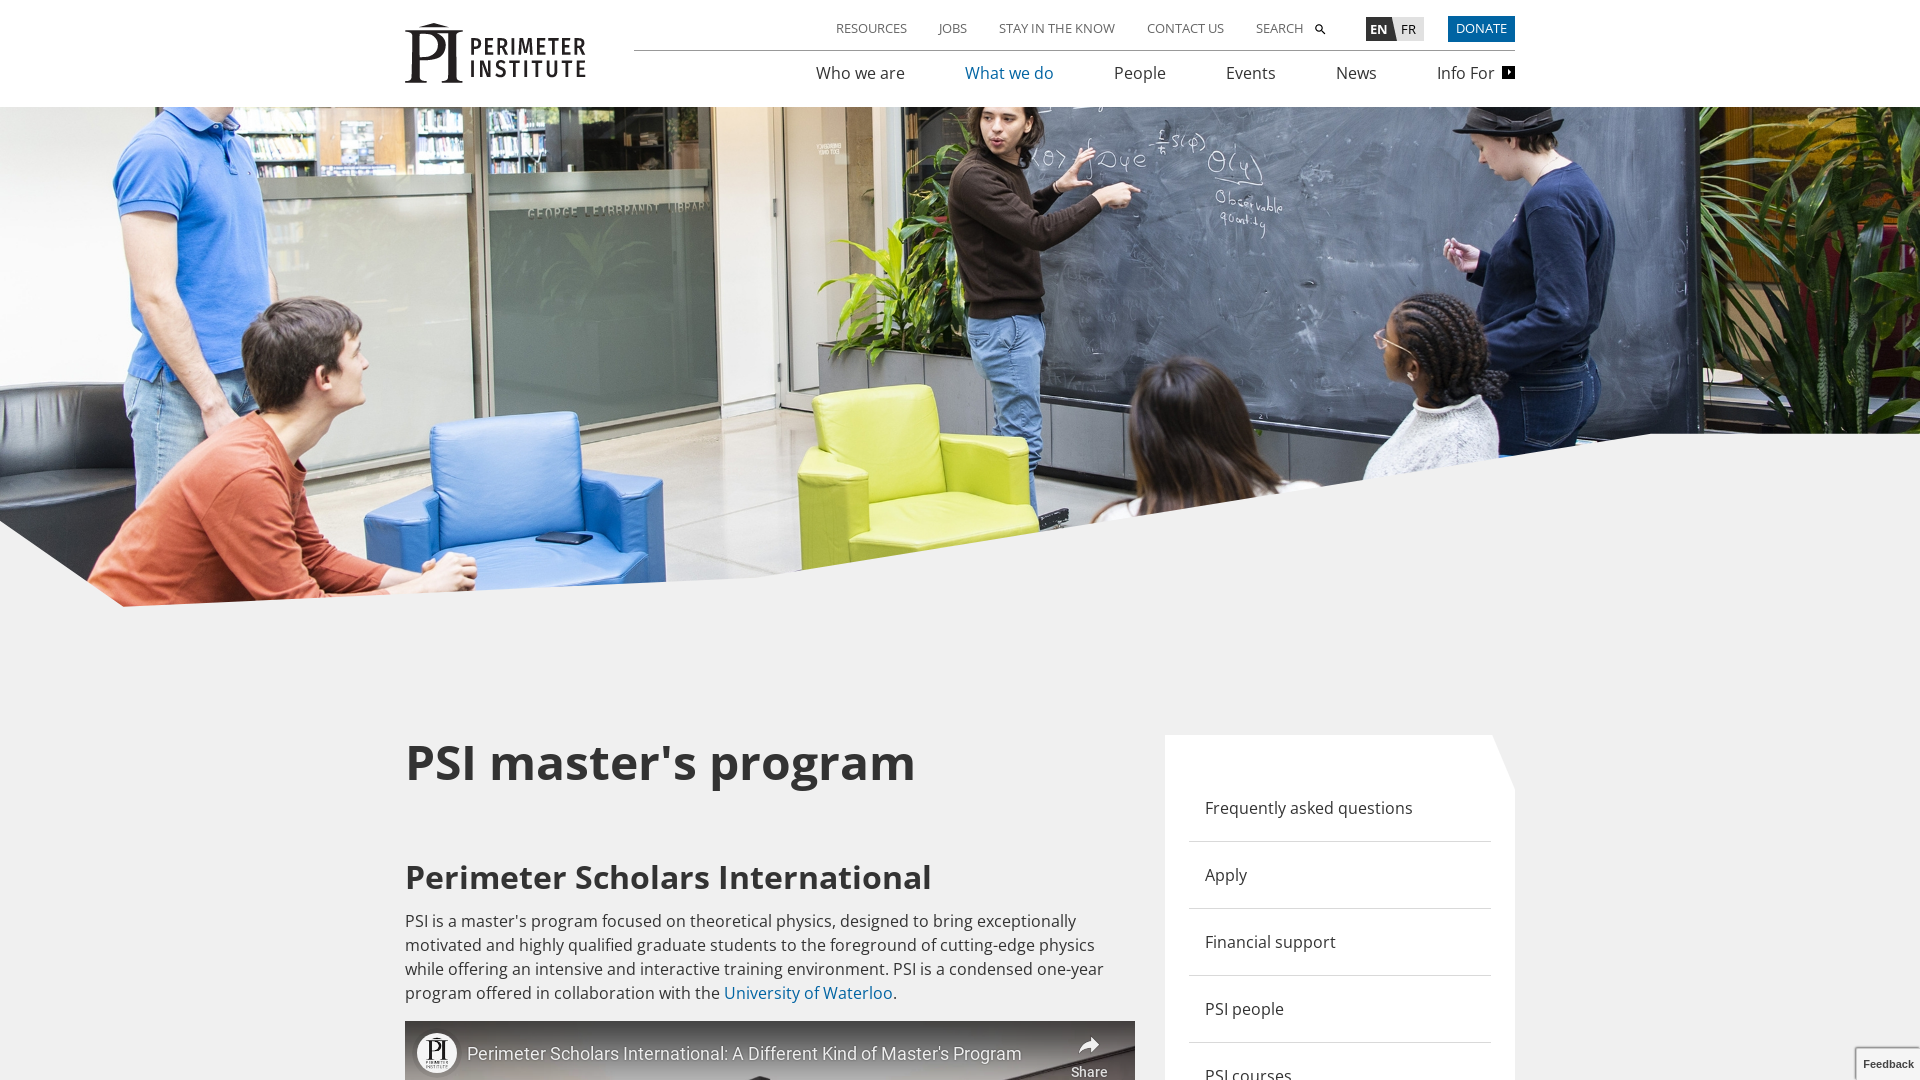 PERIMETER
INSTITUTE
RESOURCES
JOBS
STAY IN THE KNOW
CONTACT US
SEARCH
EN
FR
DONATE
Who we are
What we do
People
Events
News
Info For
GEORGE LEIBBRANDT LIBRARY
Observable
quantity
PSI master's program
Perimeter Scholars International
PSI is a master's program focused on theoretical physics, designed to bring exceptionally
motivated and highly qualified graduate students to the foreground of cutting-edge physics
while offering an intensive and interactive training environment. PSI is a condensed one-year
program offered in collaboration with the University of Waterloo.
PERIMETER
INSTITUTE
Perimeter Scholars International: A Different Kind of Master's Program
Share
Frequently asked questions
Apply
Financial support
PSI people
PSI courses
Feedback